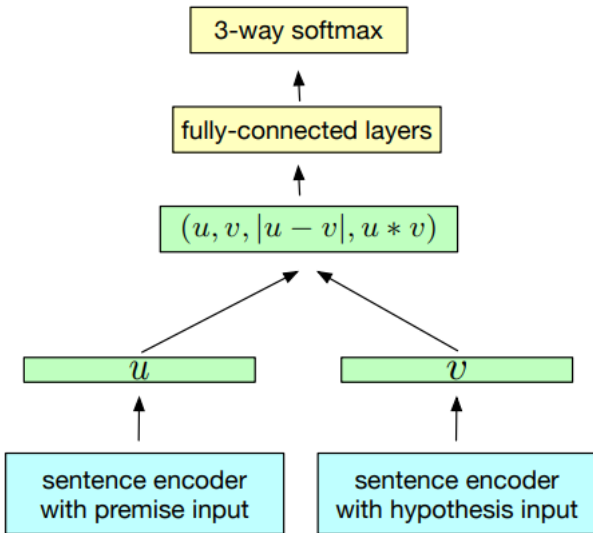 3-way softmax
fully-connected layers
(u, v, |u − v|, u ∗ v)
u
v
sentence encoder
with premise input
sentence encoder
with hypothesis input